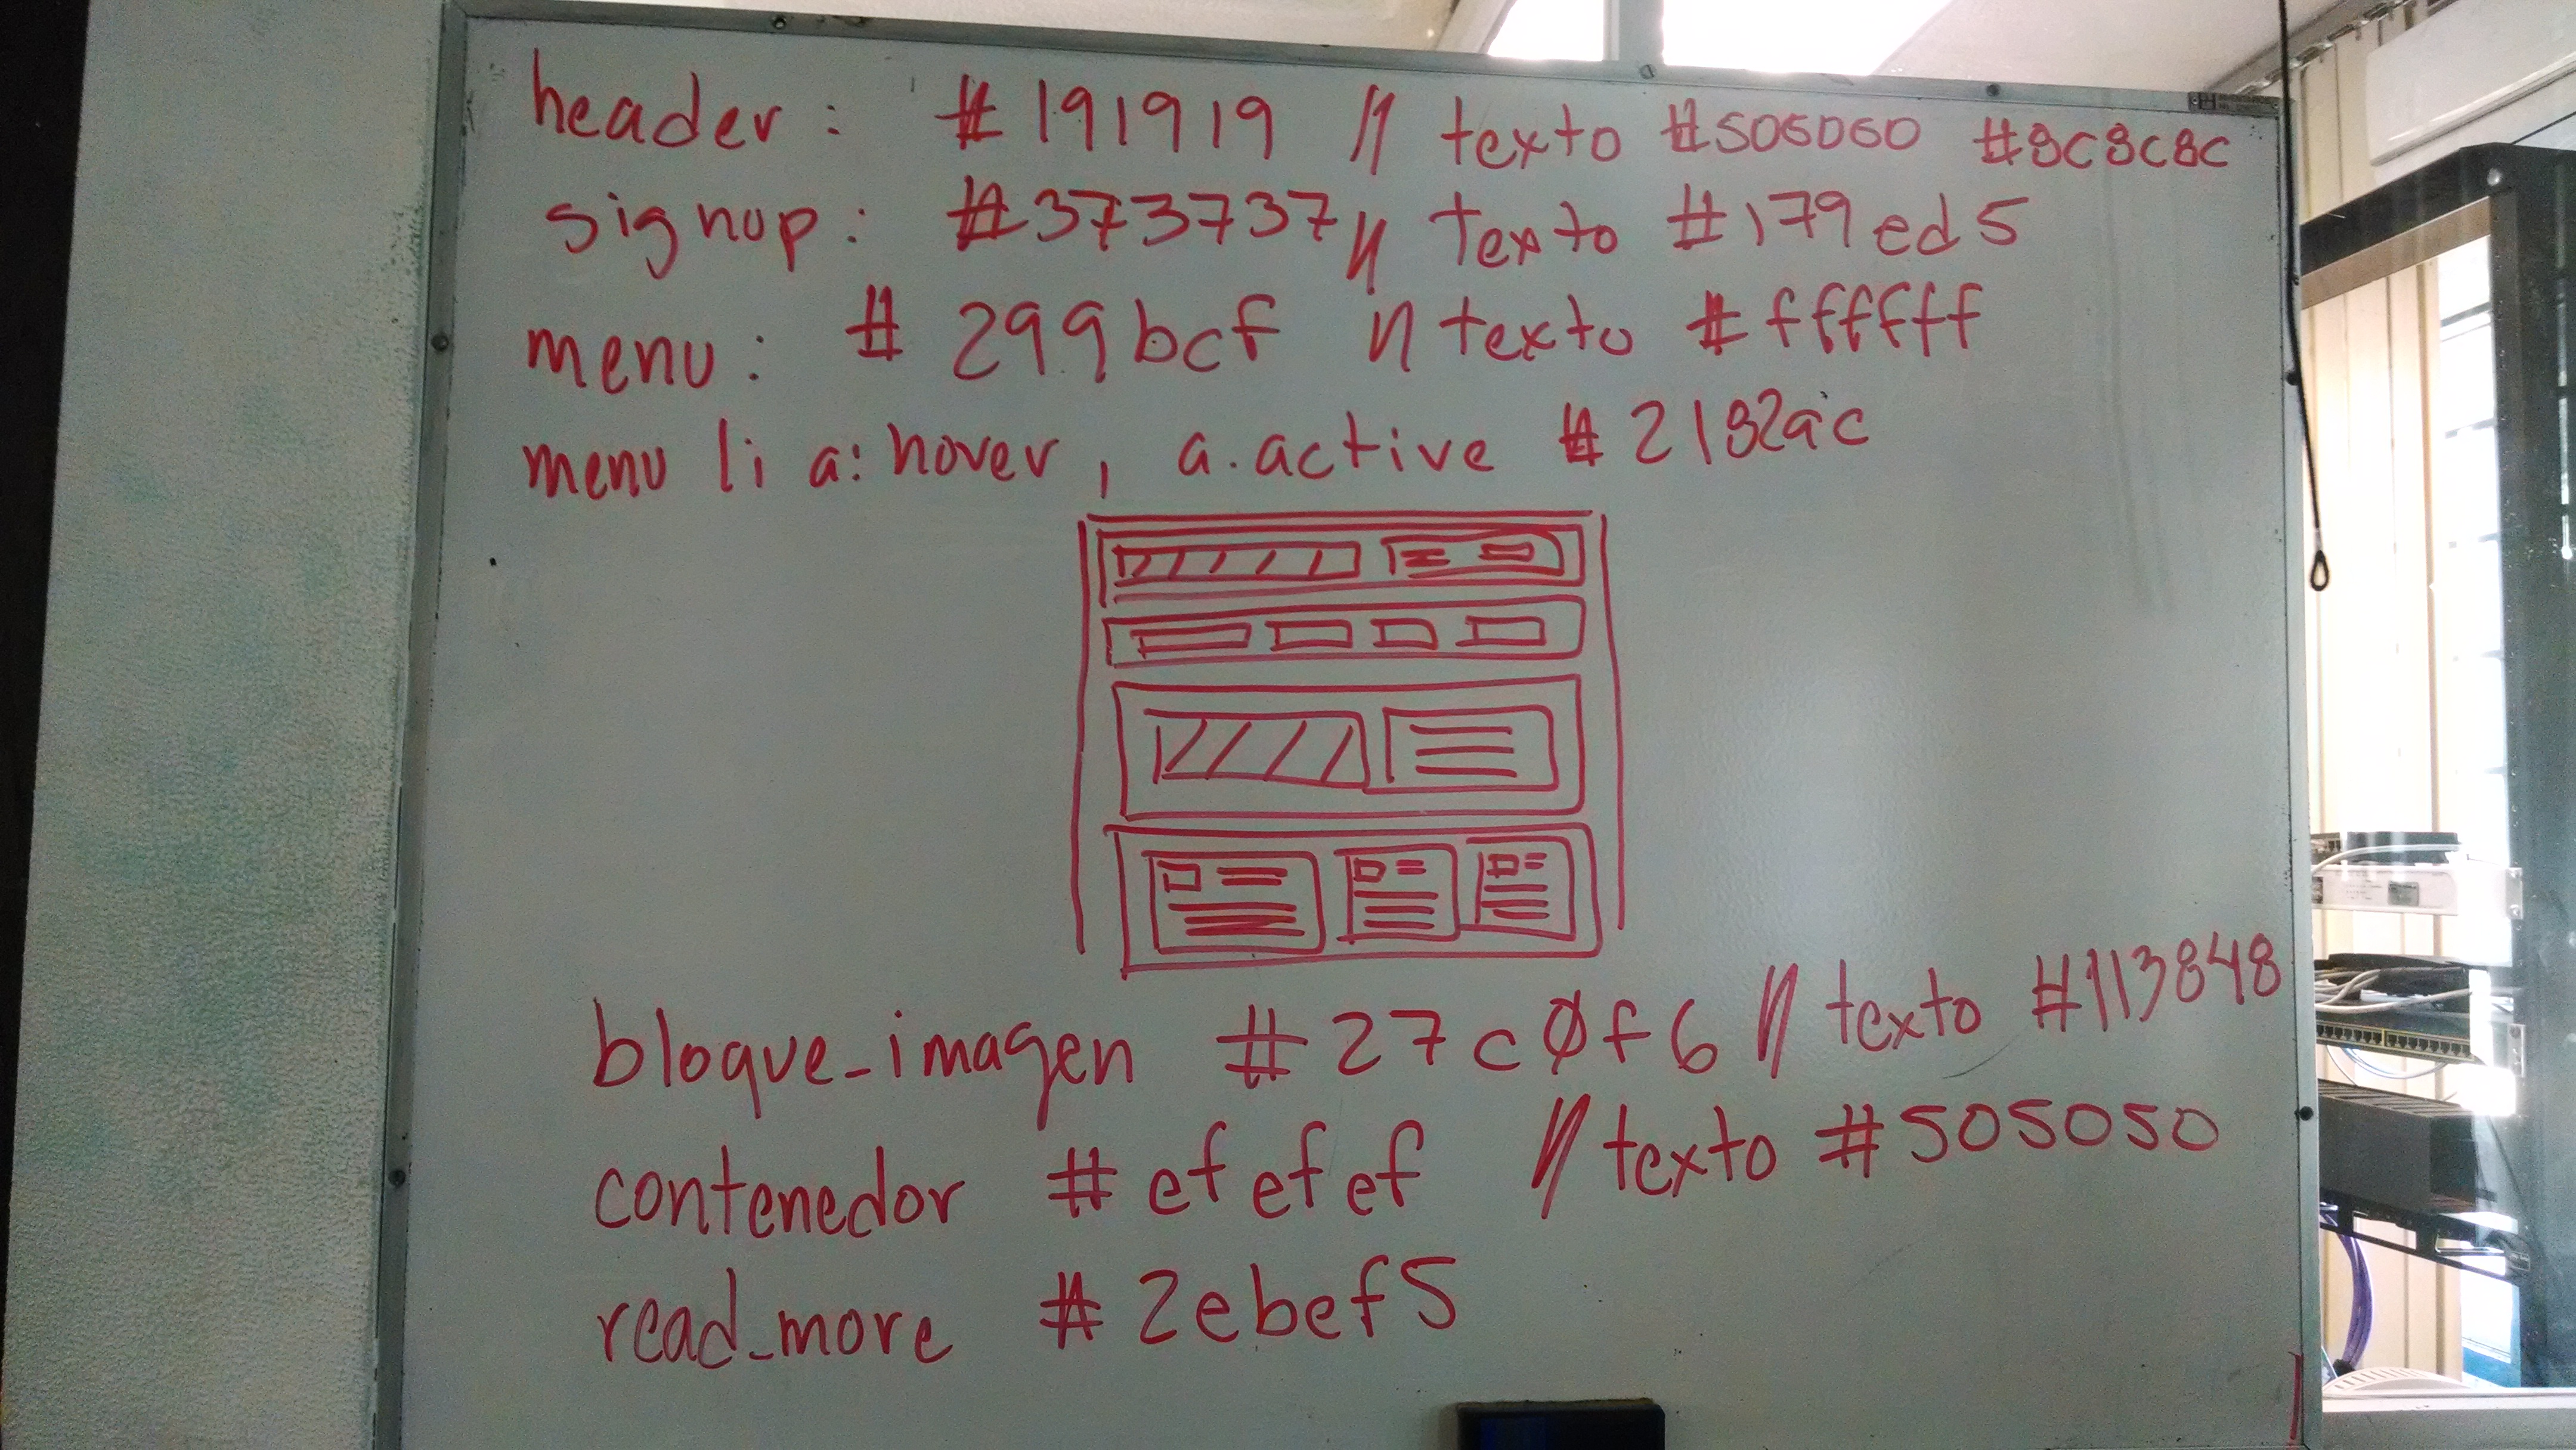 header: #191919 // texto #505050 #8c8c8c
signup: #373737 // texto #179ed5
menu: #299bcf // texto #ffffff
menu li a:hover, a.active #2182ac
bloque_imagen #27c0f6 // texto #113848
contenedor #efefef // texto #505050
read_more #2ebef5